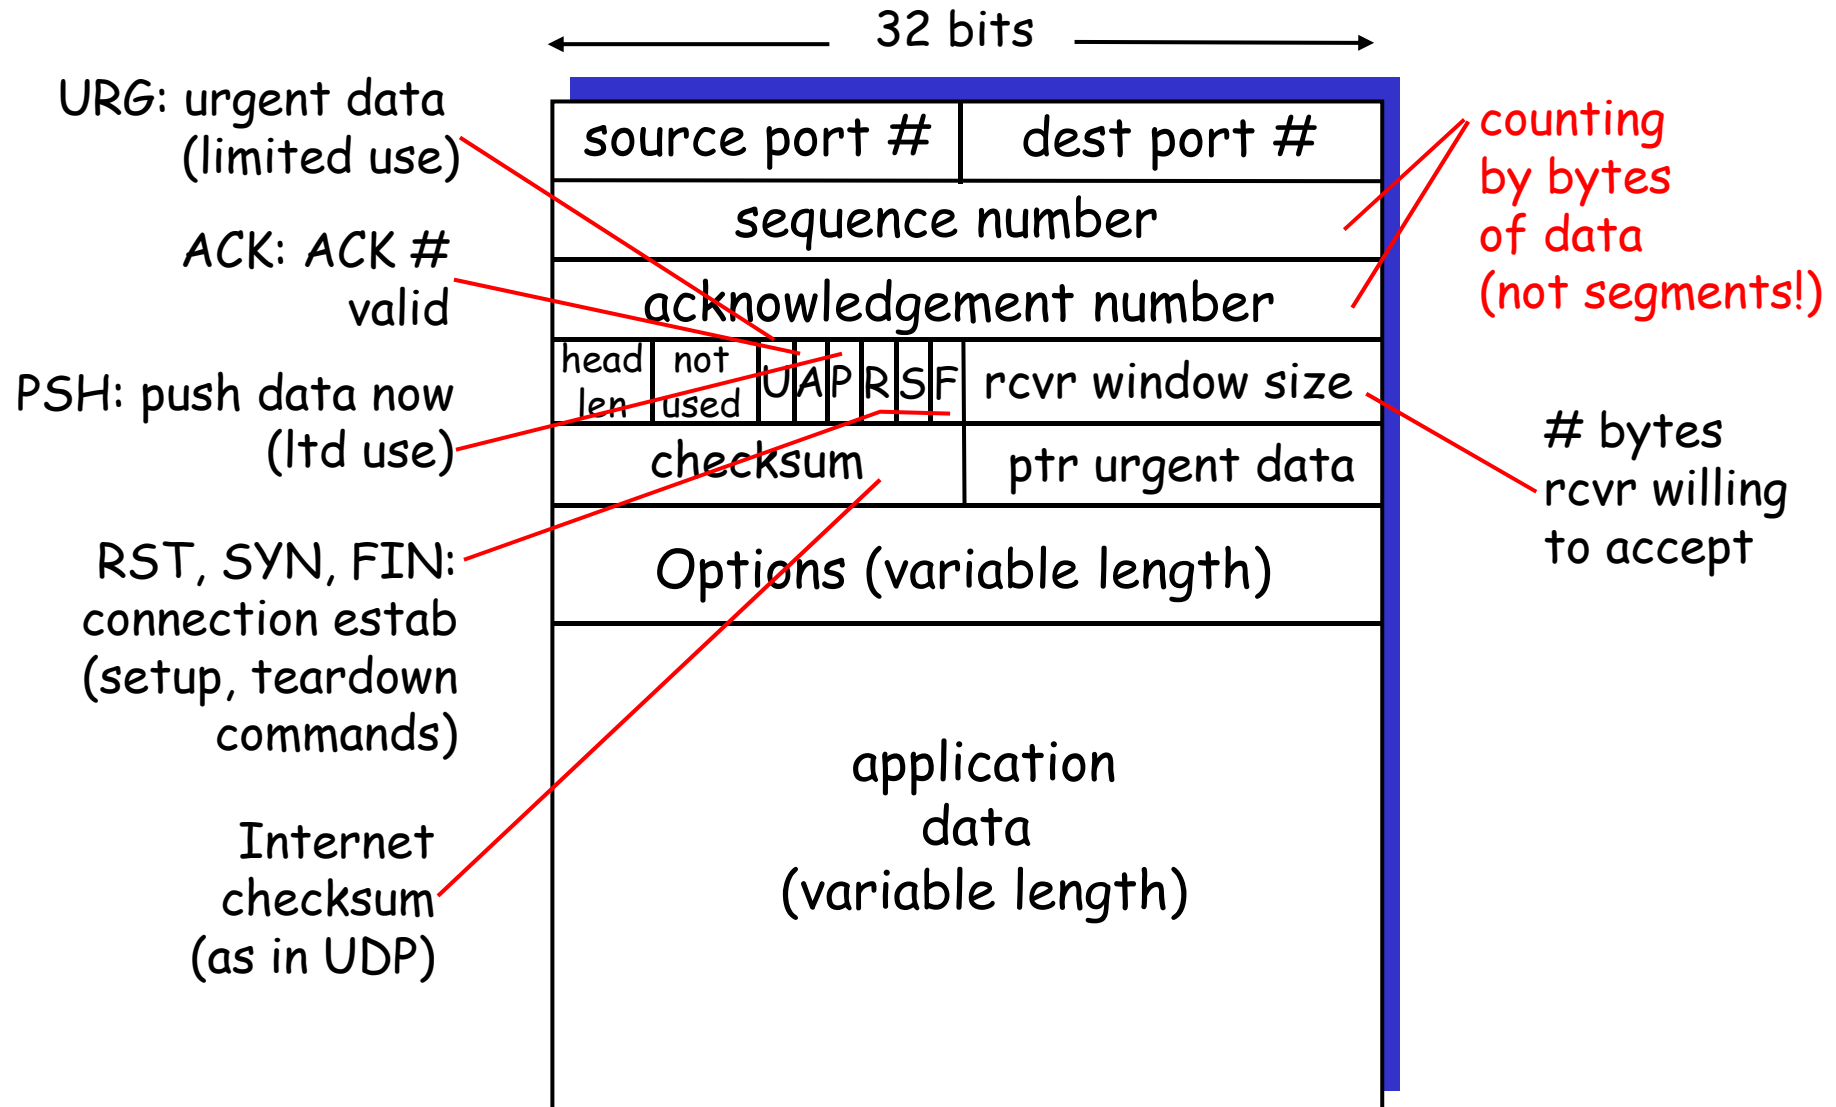 32 bits
URG: urgent data
(limited use)
ACK: ACK #
valid
PSH: push data now
(ltd use)
RST, SYN, FIN:
connection estab
(setup, teardown
commands)
Internet
checksum
(as in UDP)
source port #
dest port #
sequence number
acknowledgement number
head
len
not
used
U A P R S F
rcvr window size
checksum
ptr urgent data
Options (variable length)
application
data
(variable length)
counting
by bytes
of data
(not segments!)
# bytes
rcvr willing
to accept